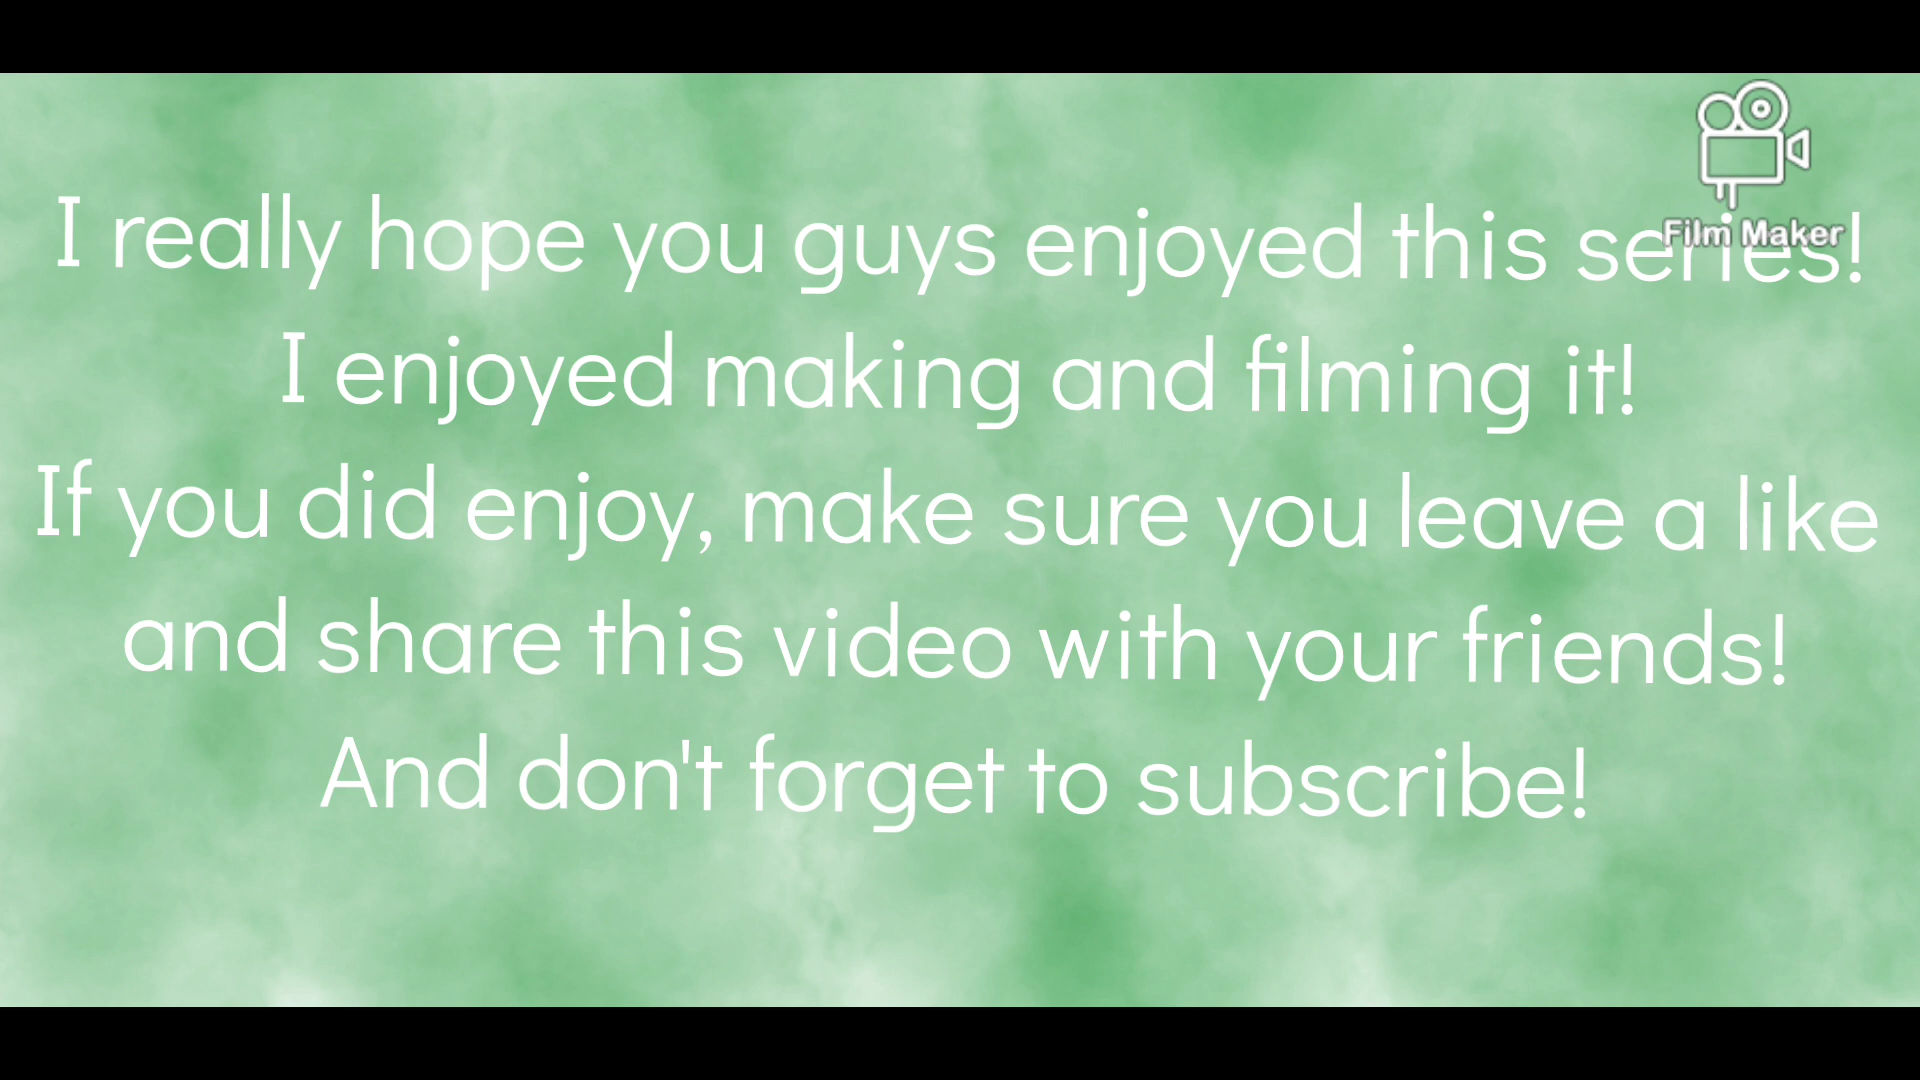 I really hope you guys enjoyed this series!
Film Maker
I enjoyed making and filming it!
If you did enjoy, make sure you leave a like
and share this video with your friends!
And don't forget to subscribe!